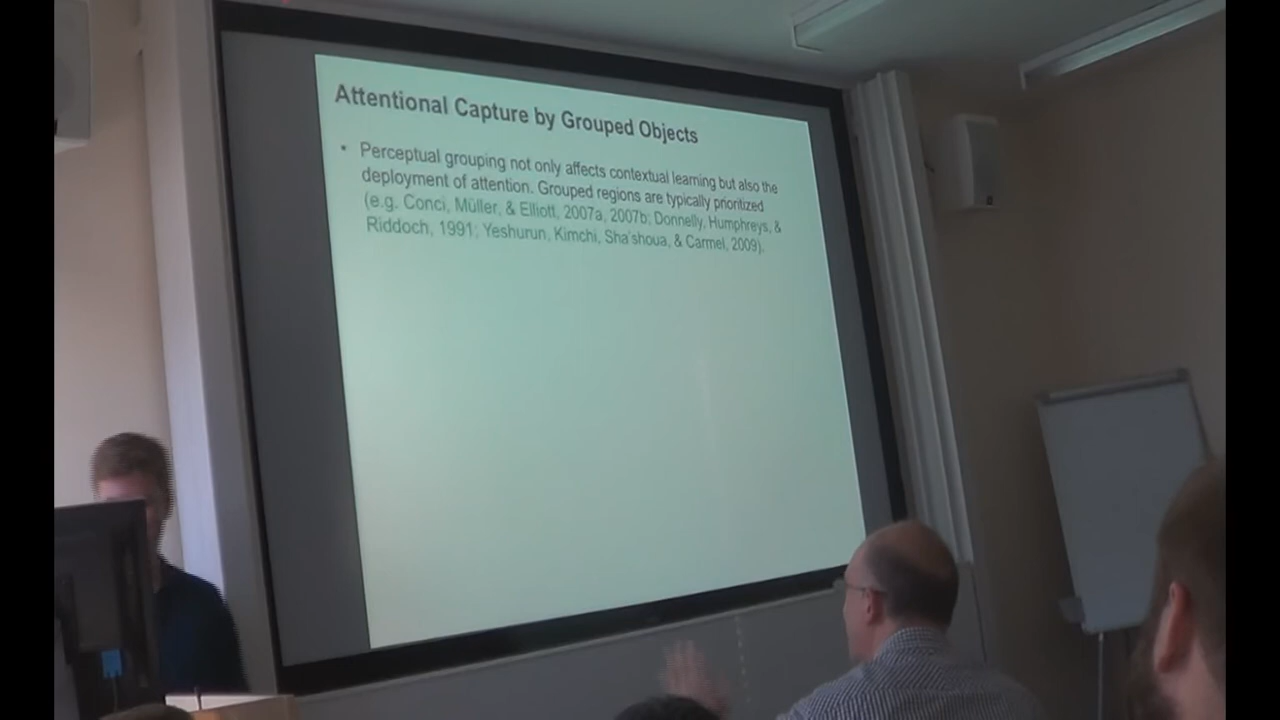 Attentional Capture by Grouped Objects
• Perceptual grouping not only affects contextual learning but also the
deployment of attention. Grouped regions are typically prioritized
(e.g. Conci, Müller, & Elliott, 2007a, 2007b; Donnelly, Humphreys, &
Riddoch, 1991; Yeshurun, Kimchi, Sha'shoua, & Carmel, 2009).